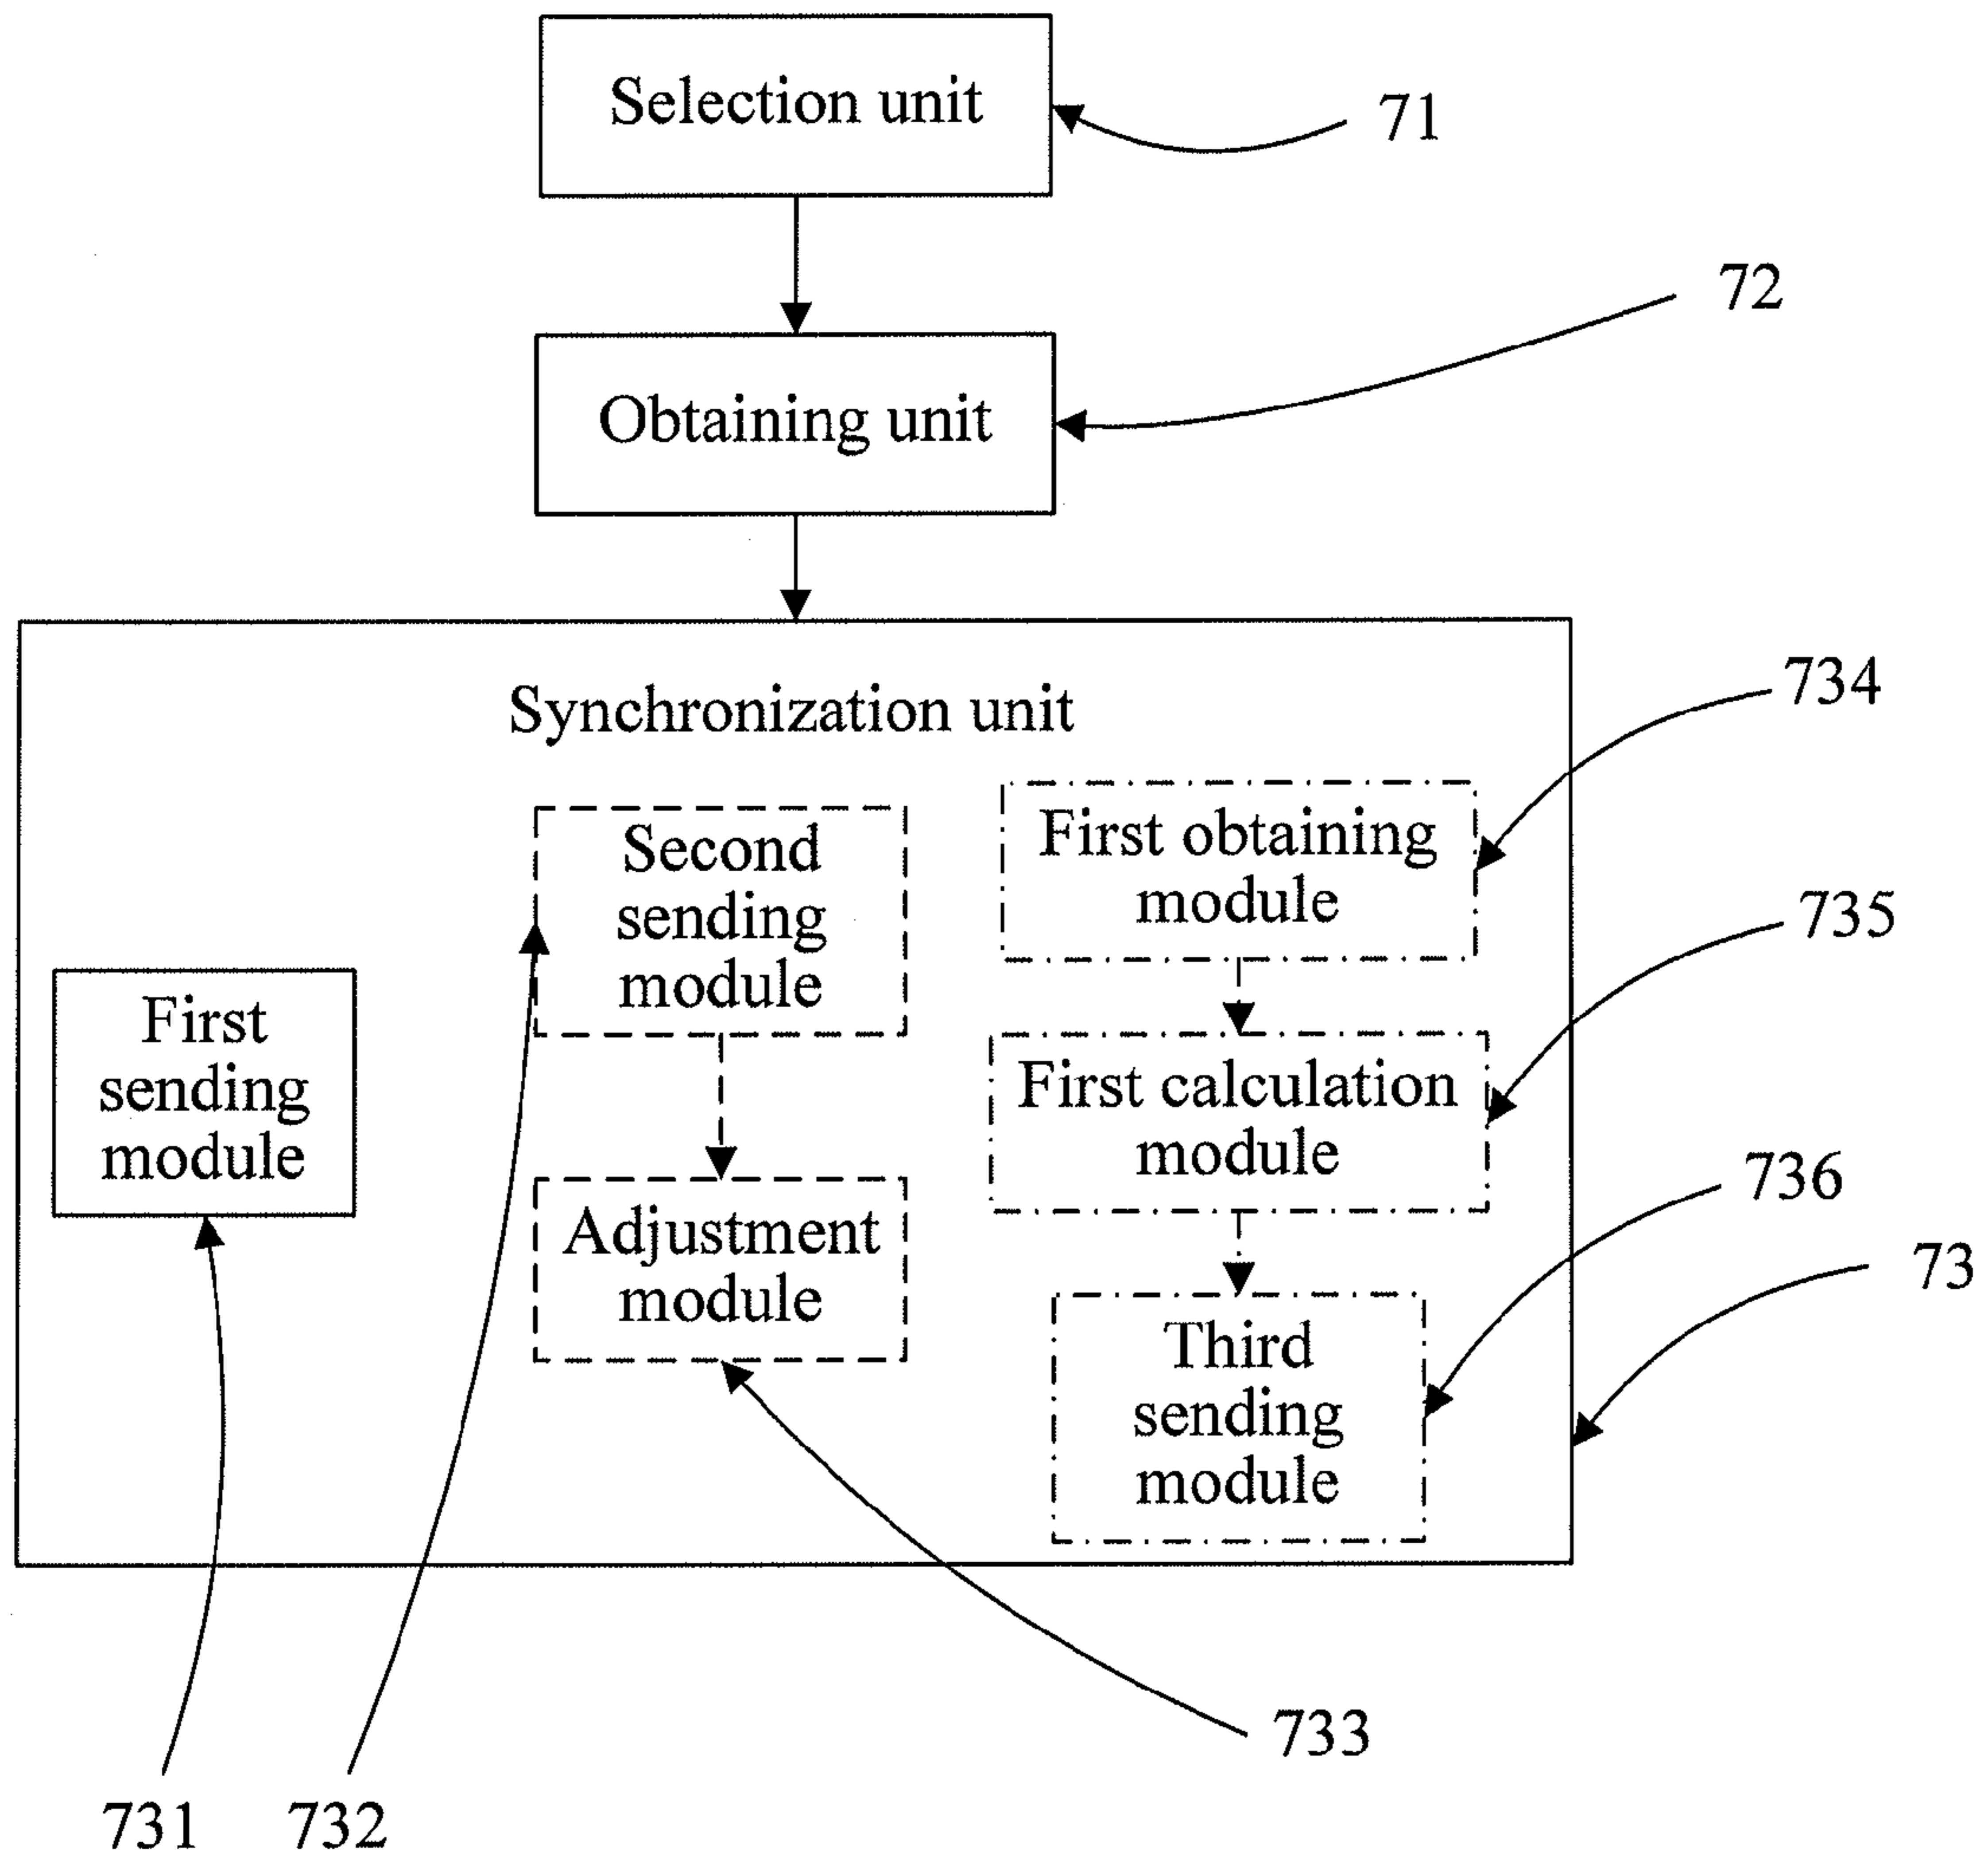 Selection unit
71
72
Obtaining unit
Synchronization unit
734
First obtaining
module
Second
sending
module
735
First
sending
module
First calculation
module
736
Adjustment
module
73
Third
sending
module
733
731
732